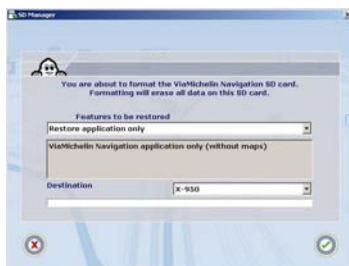 SD Manager
You are about to format the ViaMichelin Navigation SD card.
Formatting will erase all data on this SD card.
Features to be restored
Restore application only
ViaMichelin Navigation application only (without maps)
Destination
X-950